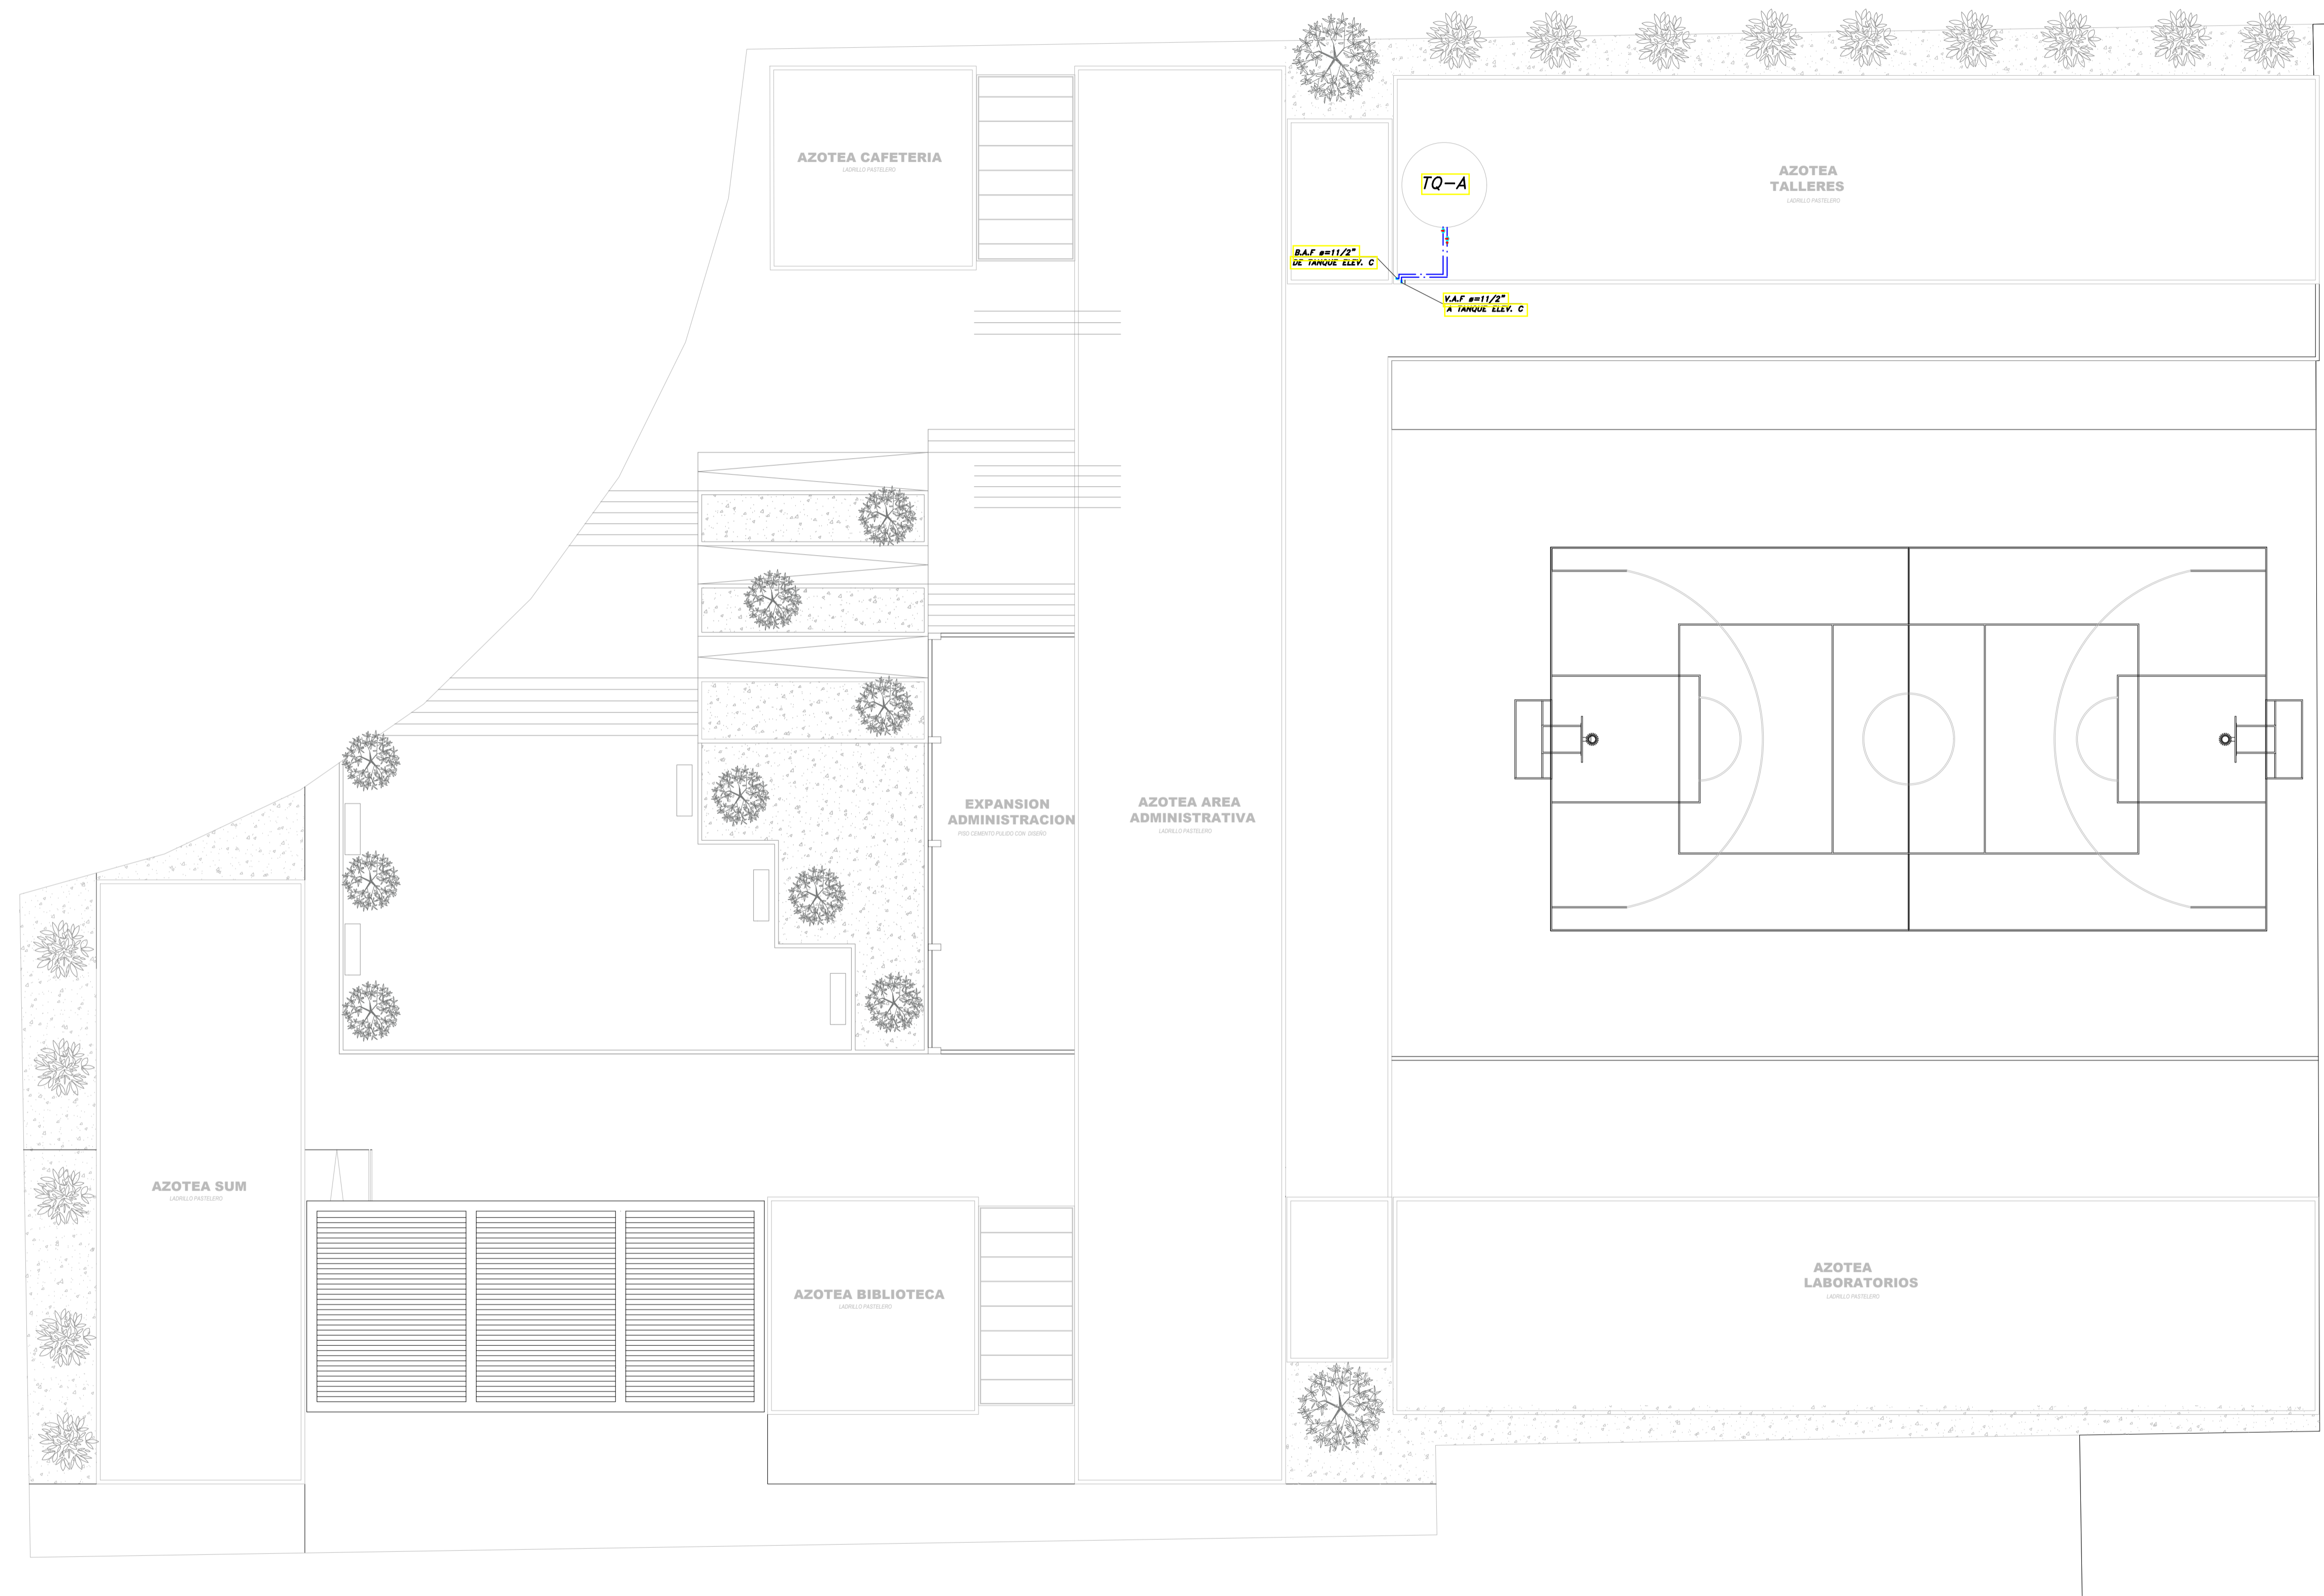 AZOTEA CAFETERIA
LADRILLO PASTELERO
TQ-A
AZOTEA
TALLERES
LADRILLO PASTELERO
B.A.F ø=11/2"
DE TANQUE ELEV. C
V.A.F ø=11/2"
A TANQUE ELEV. C
EXPANSION
ADMINISTRACION
PISO CEMENTO PULIDO CON DISEÑO
AZOTEA AREA
ADMINISTRATIVA
LADRILLO PASTELERO
AZOTEA SUM
LADRILLO PASTELERO
AZOTEA BIBLIOTECA
LADRILLO PASTELERO
AZOTEA
LABORATORIOS
LADRILLO PASTELERO